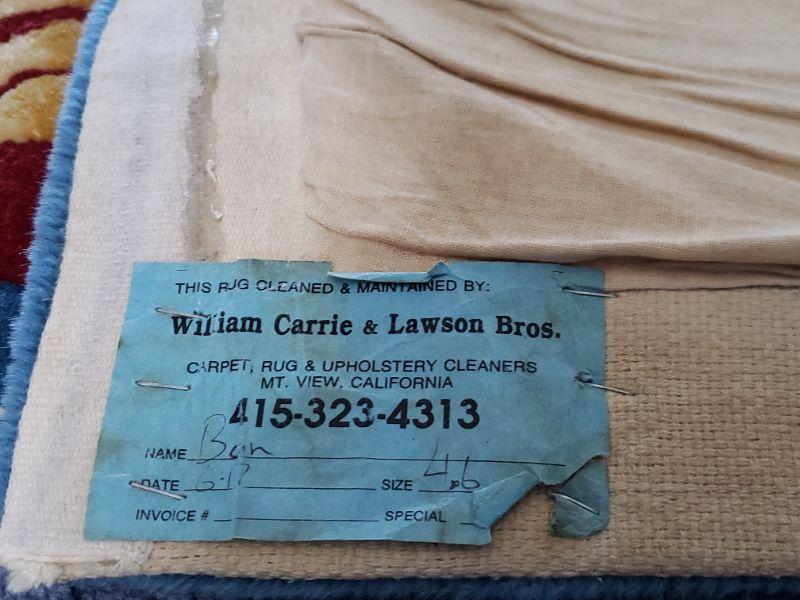 THIS RUG CLEANED & MAINTAINED BY:
William Carrie & Lawson Bros.
CARPET, RUG & UPHOLSTERY CLEANERS
MT. VIEW, CALIFORNIA
415-323-4313
NAME
DATE 6-17 SIZE 4x6
INVOICE # SPECIAL